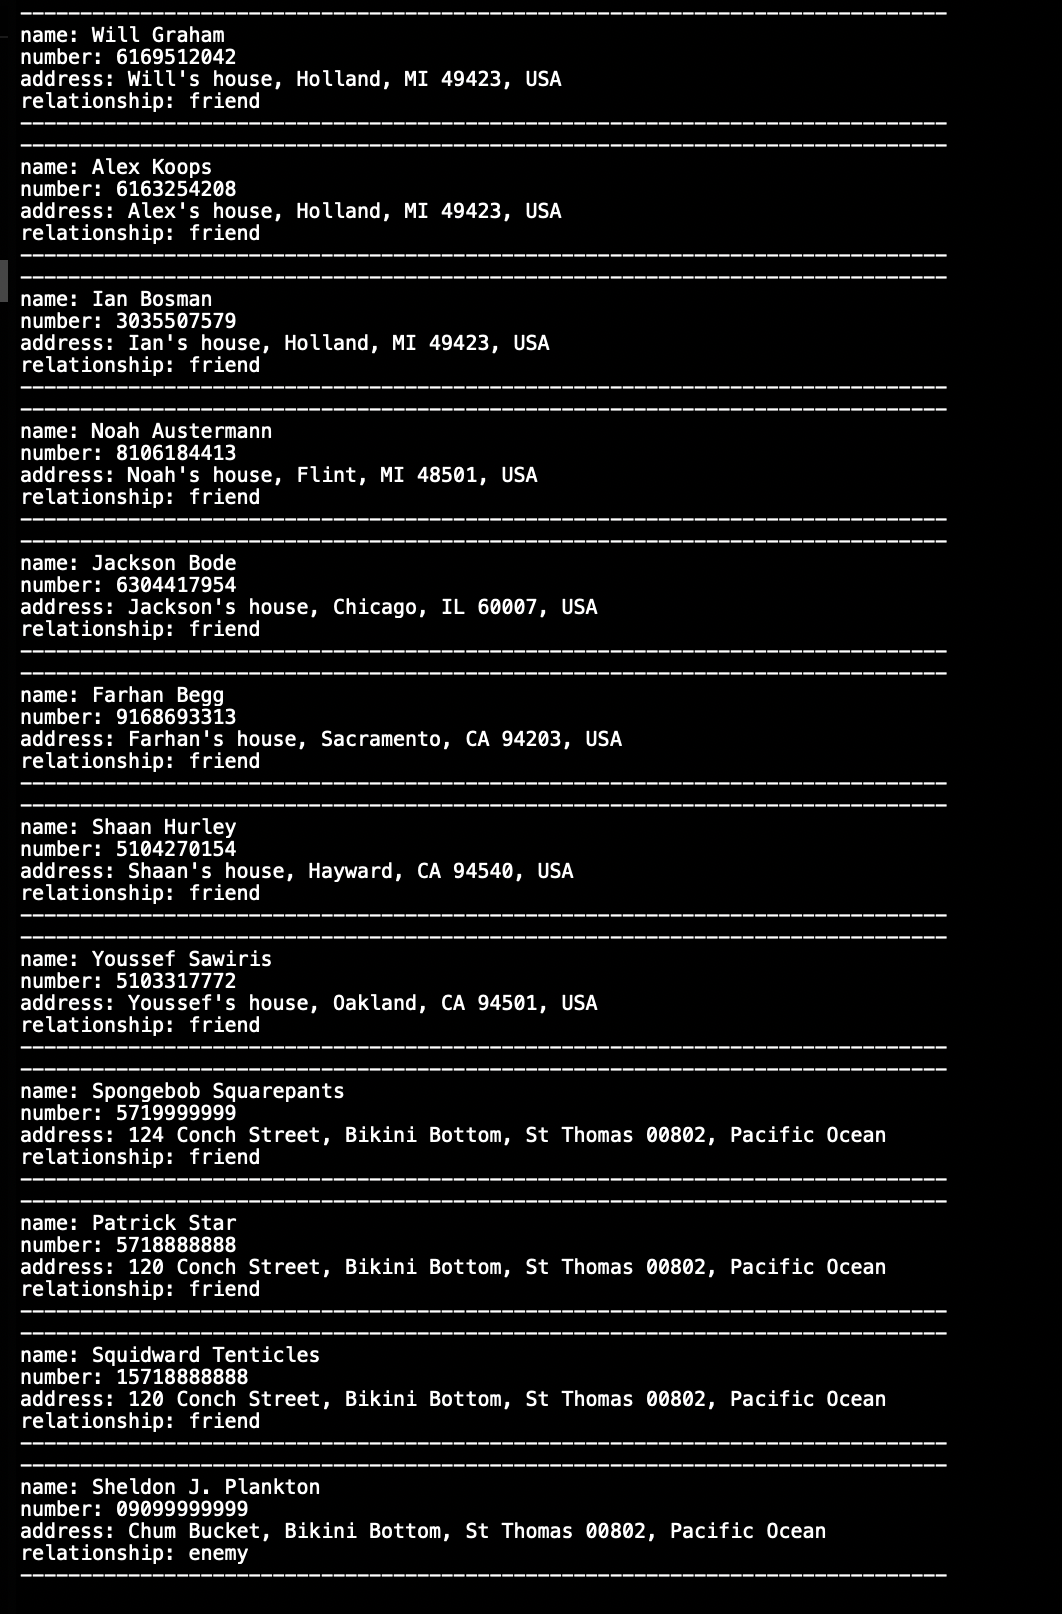 --------------------------------------------------------------------------------
name: Will Graham
number: 6169512042
address: Will's house, Holland, MI 49423, USA
relationship: friend
--------------------------------------------------------------------------------
--------------------------------------------------------------------------------
name: Alex Koops
number: 6163254208
address: Alex's house, Holland, MI 49423, USA
relationship: friend
--------------------------------------------------------------------------------
--------------------------------------------------------------------------------
name: Ian Bosman
number: 3035507579
address: Ian's house, Holland, MI 49423, USA
relationship: friend
--------------------------------------------------------------------------------
--------------------------------------------------------------------------------
name: Noah Austermann
number: 8106184413
address: Noah's house, Flint, MI 48501, USA
relationship: friend
--------------------------------------------------------------------------------
--------------------------------------------------------------------------------
name: Jackson Bode
number: 6304417954
address: Jackson's house, Chicago, IL 60007, USA
relationship: friend
--------------------------------------------------------------------------------
--------------------------------------------------------------------------------
name: Farhan Begg
number: 9168693313
address: Farhan's house, Sacramento, CA 94203, USA
relationship: friend
--------------------------------------------------------------------------------
--------------------------------------------------------------------------------
name: Shaan Hurley
number: 5104270154
address: Shaan's house, Hayward, CA 94540, USA
relationship: friend
--------------------------------------------------------------------------------
--------------------------------------------------------------------------------
name: Youssef Sawiris
number: 5103317772
address: Youssef's house, Oakland, CA 94501, USA
relationship: friend
--------------------------------------------------------------------------------
--------------------------------------------------------------------------------
name: Spongebob Squarepants
number: 5719999999
address: 124 Conch Street, Bikini Bottom, St Thomas 00802, Pacific Ocean
relationship: friend
--------------------------------------------------------------------------------
--------------------------------------------------------------------------------
name: Patrick Star
number: 5718888888
address: 120 Conch Street, Bikini Bottom, St Thomas 00802, Pacific Ocean
relationship: friend
--------------------------------------------------------------------------------
--------------------------------------------------------------------------------
name: Squidward Tenticles
number: 15718888888
address: 120 Conch Street, Bikini Bottom, St Thomas 00802, Pacific Ocean
relationship: friend
--------------------------------------------------------------------------------
--------------------------------------------------------------------------------
name: Sheldon J. Plankton
number: 09099999999
address: Chum Bucket, Bikini Bottom, St Thomas 00802, Pacific Ocean
relationship: enemy
--------------------------------------------------------------------------------